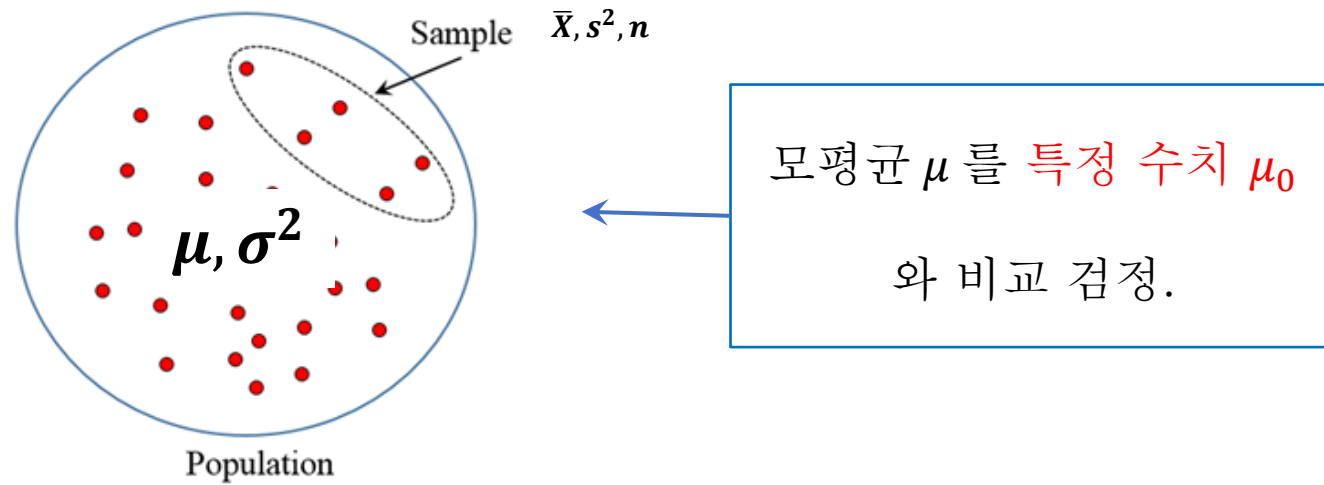 Sample
X̄, s², n
μ, σ²
Population
모평균 μ 를 특정 수치 μ₀
와 비교 검정.